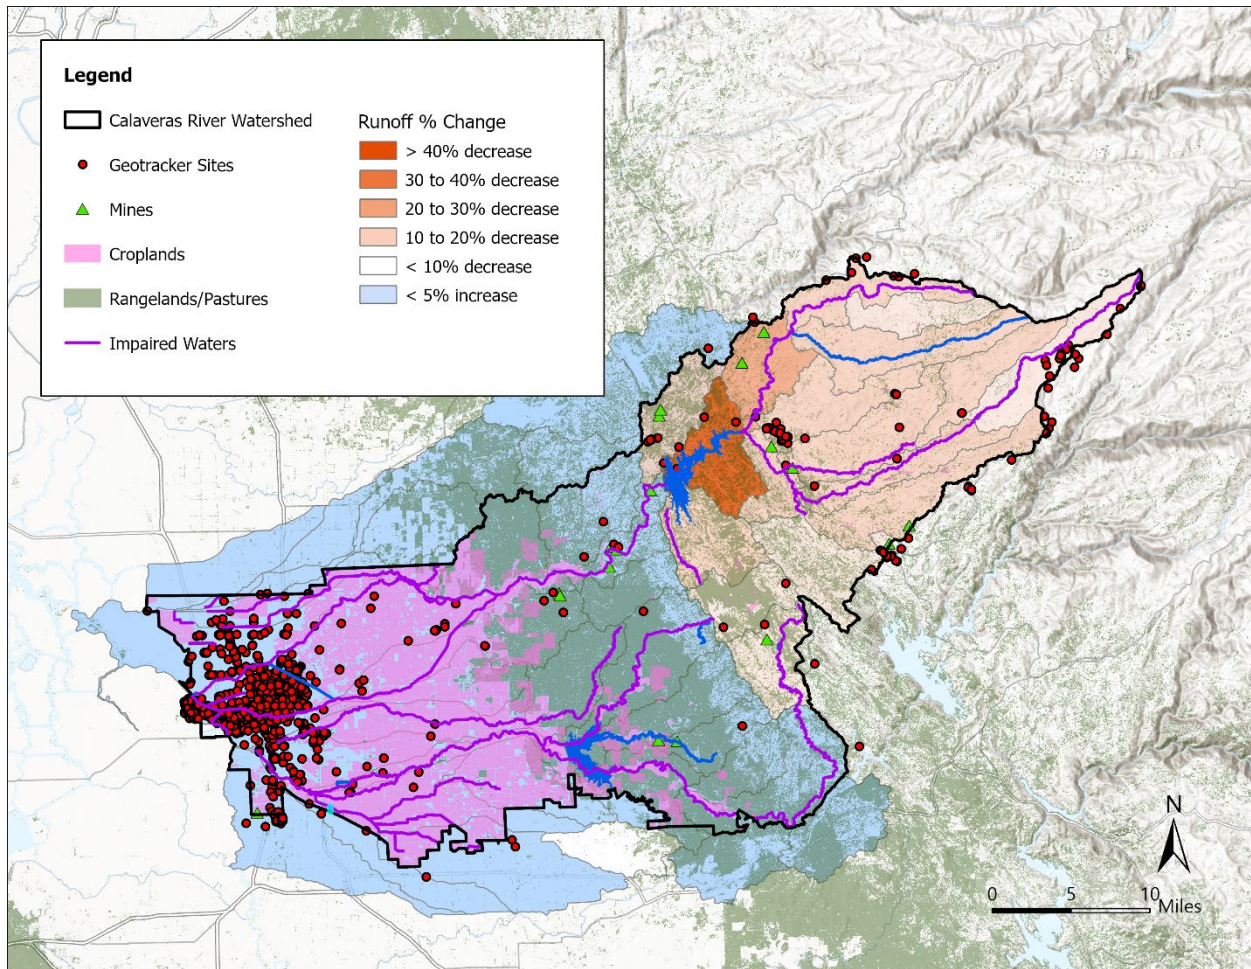 Legend
Calaveras River Watershed
Geotracker Sites
Mines
Croplands
Rangelands/Pastures
Impaired Waters
Runoff % Change
> 40% decrease
30 to 40% decrease
20 to 30% decrease
10 to 20% decrease
< 10% decrease
< 5% increase
N
0 5 10
Miles